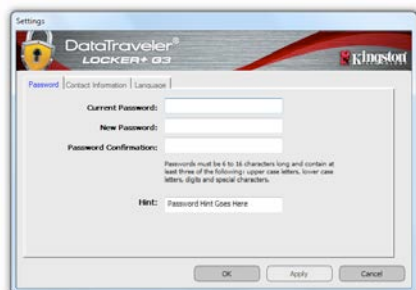 Settings
DataTraveler®
LOCKER+ G3
Kingston
Password Contact Information Language
Current Password:
New Password:
Password Confirmation:
Passwords must be 6 to 16 characters long and contain at
least three of the following: upper case letters, lower case
letters, digits and special characters.
Hint: Password Hint Goes Here
OK Apply Cancel